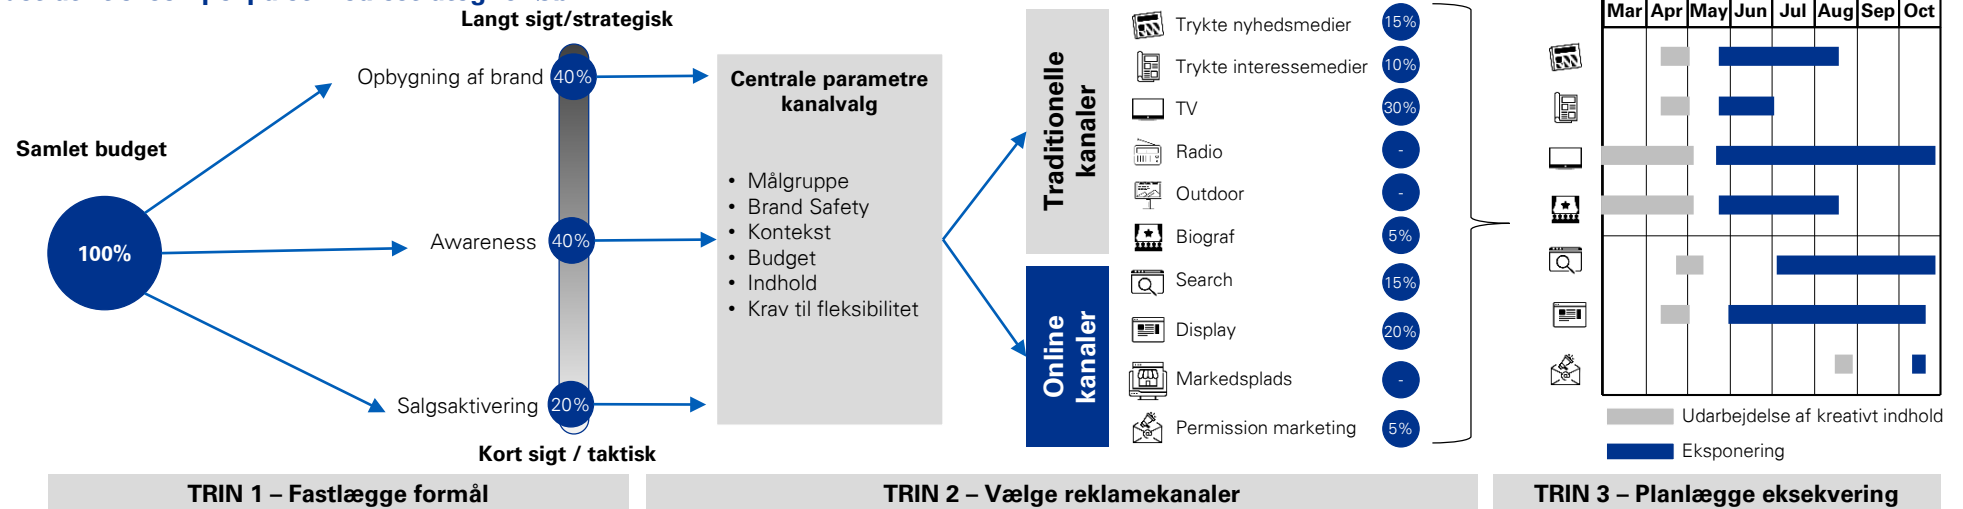 Langt sigt/strategisk
Samlet budget
100%
Opbygning af brand
40%
Awareness
40%
Salgsaktivering
20%
Kort sigt / taktisk
TRIN 1 – Fastlægge formål
Centrale parametre
kanalvalg
• Målgruppe
• Brand Safety
• Kontekst
• Budget
• Indhold
• Krav til fleksibilitet
Traditionelle
kanaler
Online
kanaler
Trykte nyhedsmedier 15%
Trykte interessemedier 10%
TV 30%
Radio -
Outdoor -
Biograf 5%
Search 15%
Display 20%
Markedsplads -
Permission marketing 5%
TRIN 2 – Vælge reklamekanaler
Mar Apr May Jun Jul Aug Sep Oct
Udarbejdelse af kreativt indhold
Eksponering
TRIN 3 – Planlægge eksekvering